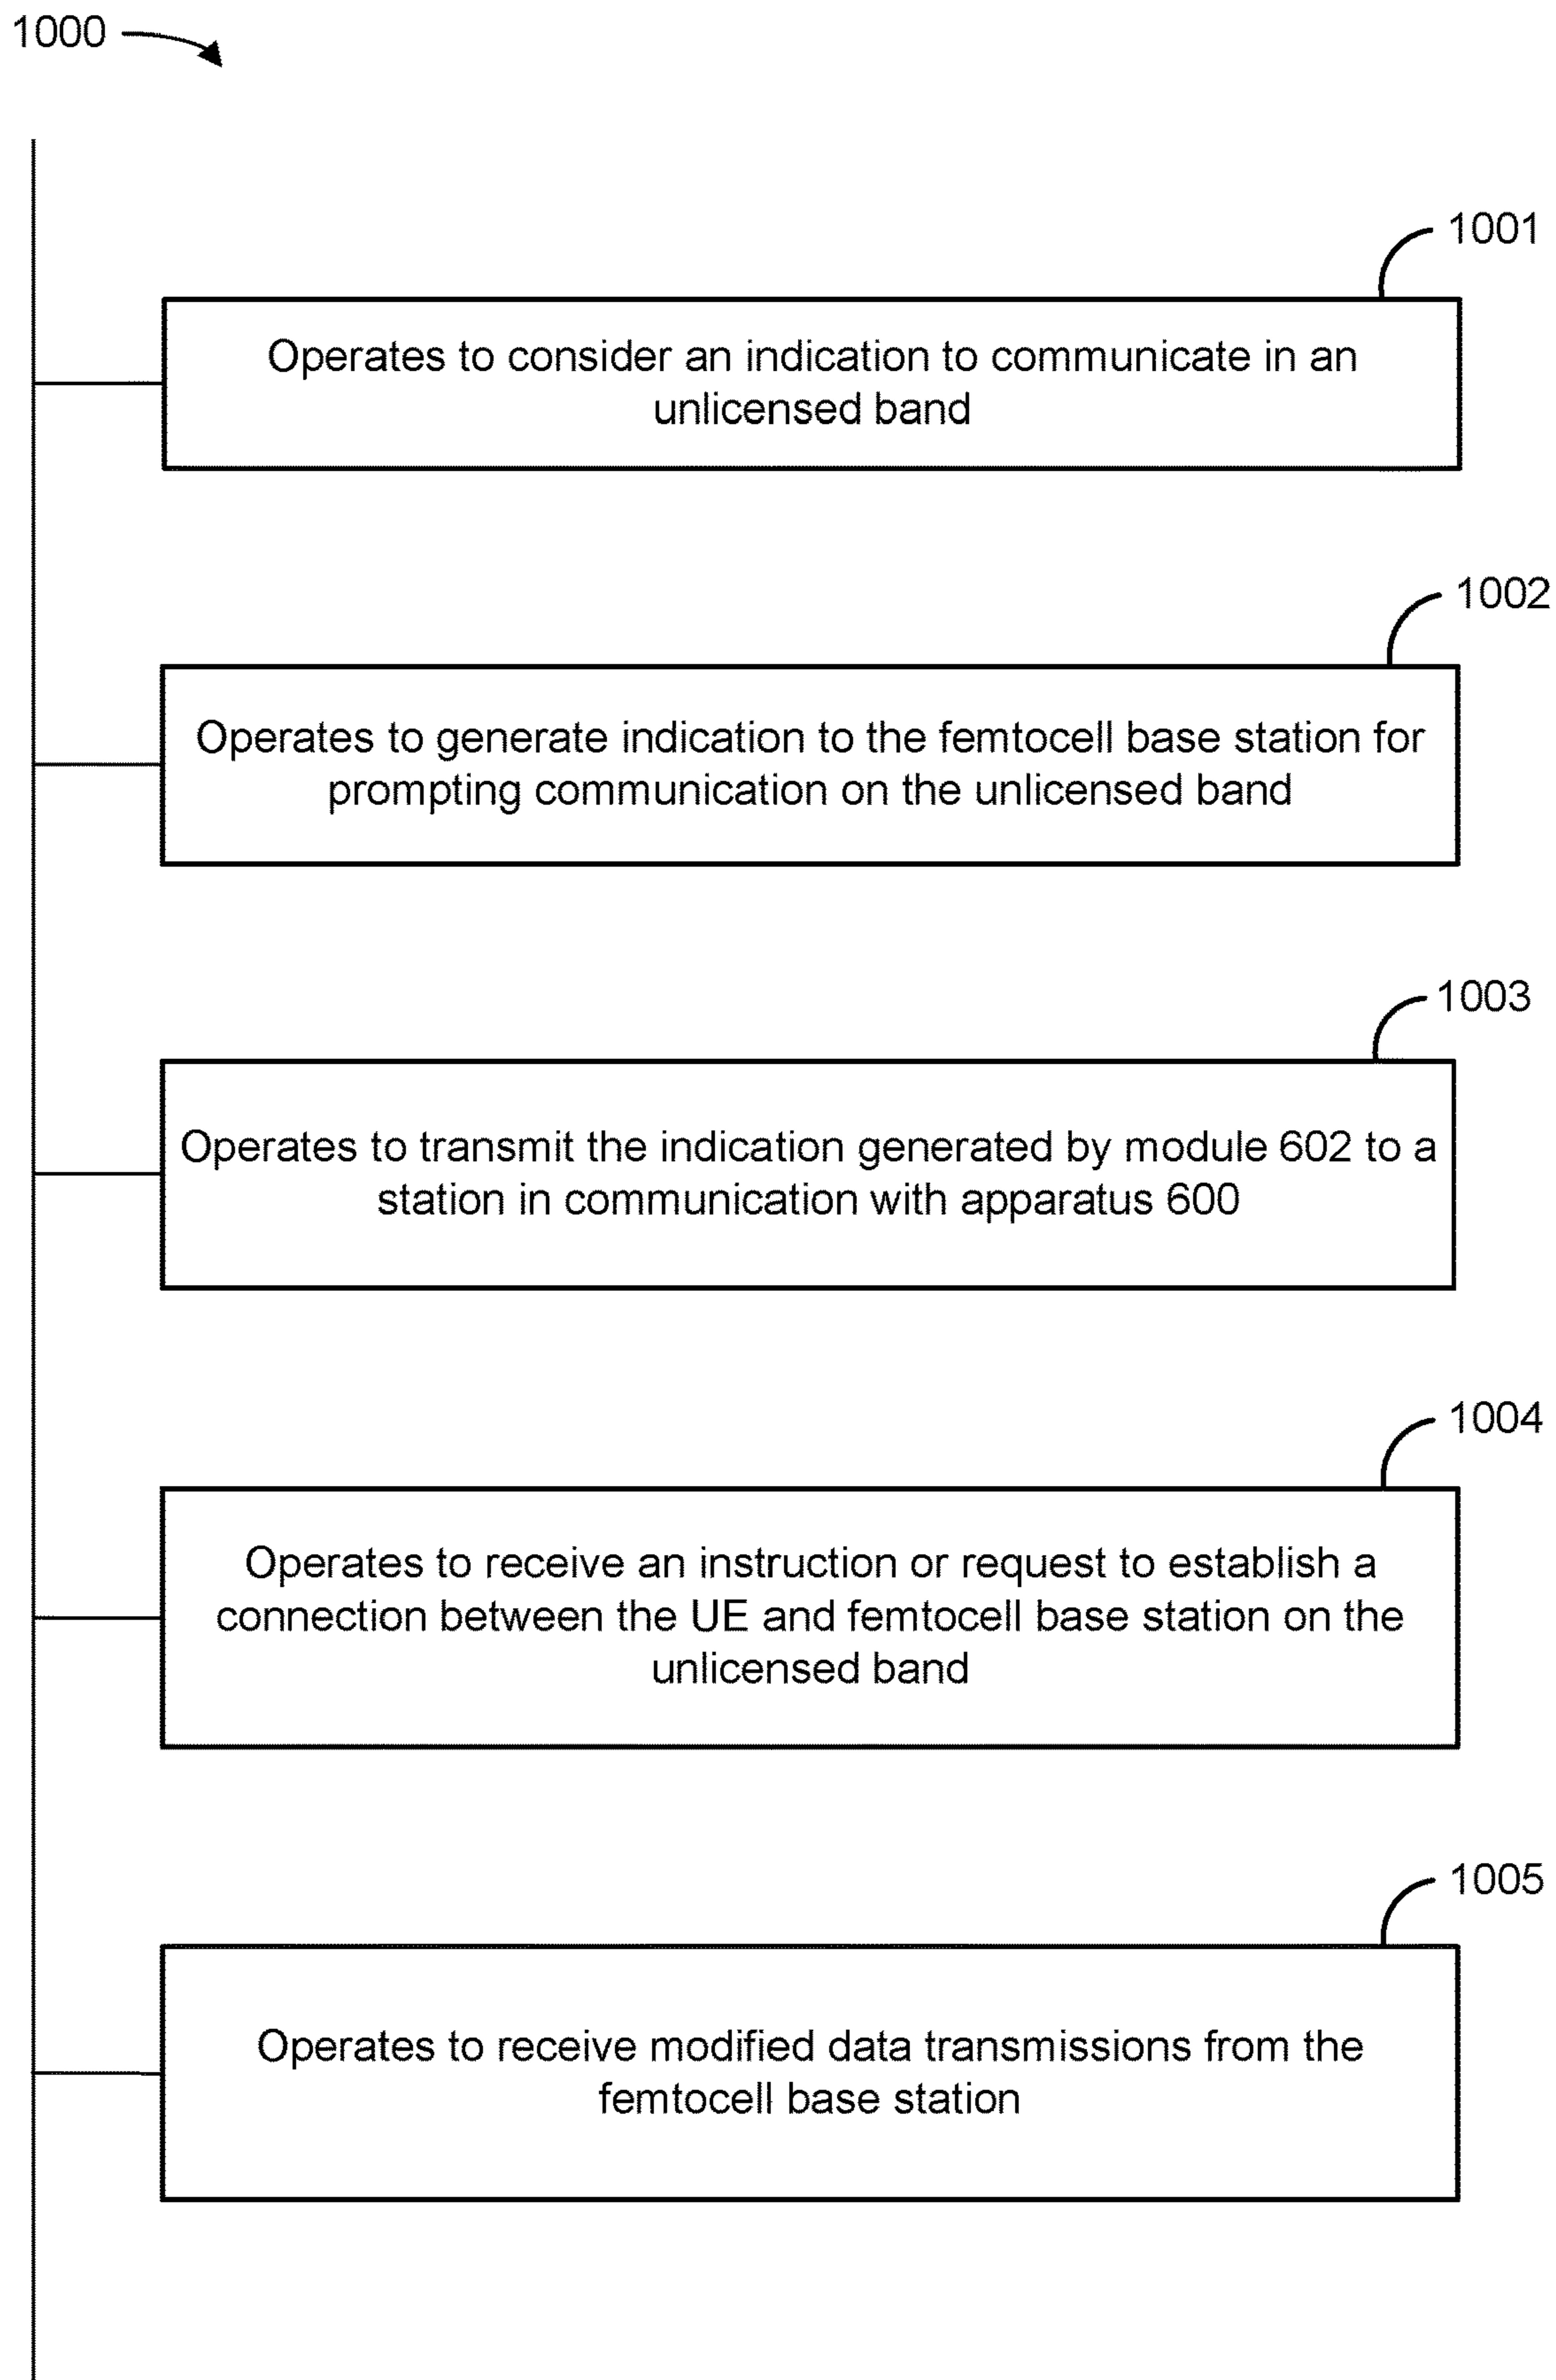 1000
1001
Operates to consider an indication to communicate in an
unlicensed band
1002
Operates to generate indication to the femtocell base station for
prompting communication on the unlicensed band
1003
Operates to transmit the indication generated by module 602 to a
station in communication with apparatus 600
1004
Operates to receive an instruction or request to establish a
connection between the UE and femtocell base station on the
unlicensed band
1005
Operates to receive modified data transmissions from the
femtocell base station